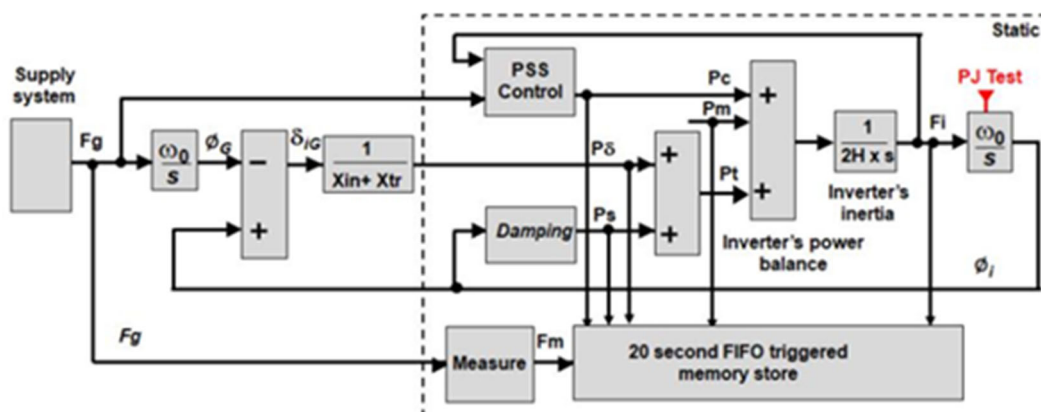 Static
Supply
system
PSS
Control
PJ Test
Fg
ω₀
s
ϕG
−
+
δiG
1
Xin+ Xtr
Pδ
Pc
Pm
Pt
+
+
1
2H x s
Inverter's
inertia
Fi
ω₀
s
Damping
Ps
+
+
Inverter's power
balance
ϕi
Fg
Measure
Fm
20 second FIFO triggered
memory store